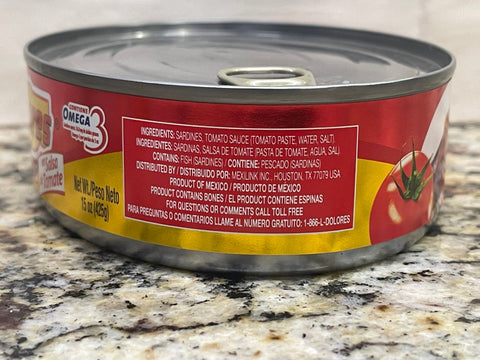 CONTIENE
OMEGA 3
Salsa
Tomate
Net Wt./Peso Neto
15 oz (425g)
INGREDIENTS: SARDINES, TOMATO SAUCE (TOMATO PASTE, WATER, SALT)
INGREDIENTES: SARDINAS, SALSA DE TOMATE (PASTA DE TOMATE, AGUA, SAL)
CONTAINS: FISH (SARDINES) / CONTIENE: PESCADO (SARDINAS)
DISTRIBUTED BY / DISTRIBUIDO POR: MEXILINK INC., HOUSTON, TX 77079 USA
PRODUCT OF MEXICO / PRODUCTO DE MÉXICO
PRODUCT CONTAINS BONES / EL PRODUCT CONTIENE ESPINAS
FOR QUESTIONS OR COMMENTS CALL TOLL FREE
PARA PREGUNTAS O COMENTARIOS LLAME AL NUMERO GRATUITO: 1-866-L-DOLORES